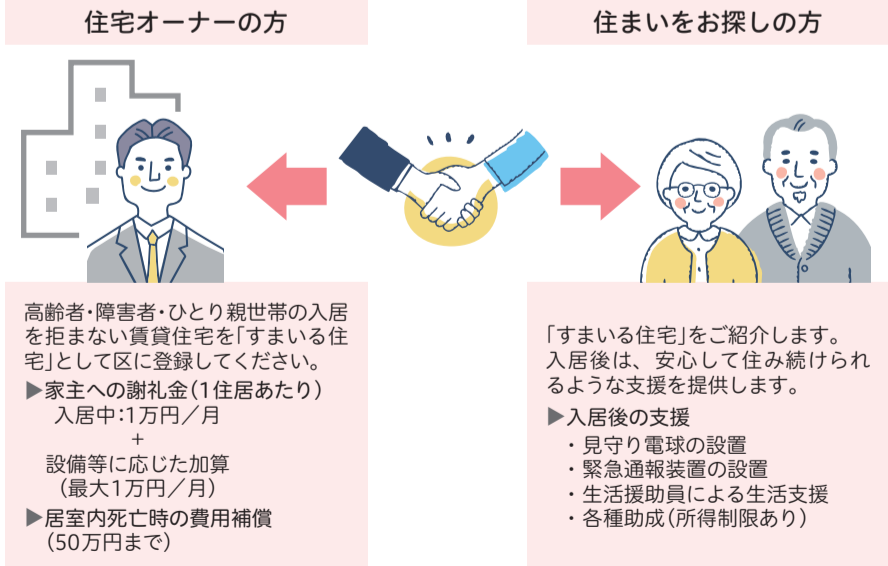 住宅オーナーの方
高齢者・障害者・ひとり親世帯の入居
を拒まない賃貸住宅を「すまいる住
宅」として区に登録してください。
▶家主への謝礼金（1住居あたり）
入居中：1万円／月
＋
設備等に応じた加算
（最大1万円／月）
▶居室内死亡時の費用補償
（50万円まで）
住まいをお探しの方
「すまいる住宅」をご紹介します。
入居後は、安心して住み続けられ
るような支援を提供します。
▶入居後の支援
・見守り電球の設置
・緊急通報装置の設置
・生活援助員による生活支援
・各種助成（所得制限あり）